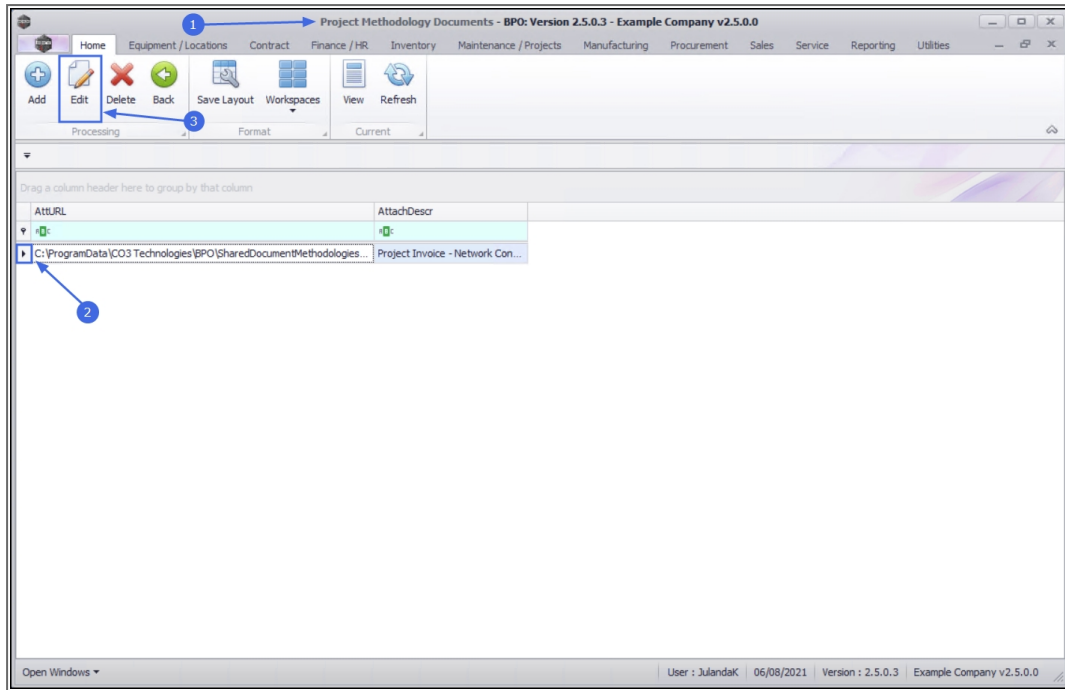 1
Project Methodology Documents - BPO: Version 2.5.0.3 - Example Company v2.5.0.0
Home Equipment / Locations Contract Finance / HR Inventory Maintenance / Projects Manufacturing Procurement Sales Service Reporting Utilities
Add Edit Delete Back Save Layout Workspaces View Refresh
3
Processing Format Current
Drag a column header here to group by that column
AttURL AttachDescr
C:\ProgramData\CO3 Technologies\BPO\SharedDocumentMethodologies... Project Invoice - Network Con...
2
Open Windows User : JulandaK 06/08/2021 Version : 2.5.0.3 Example Company v2.5.0.0